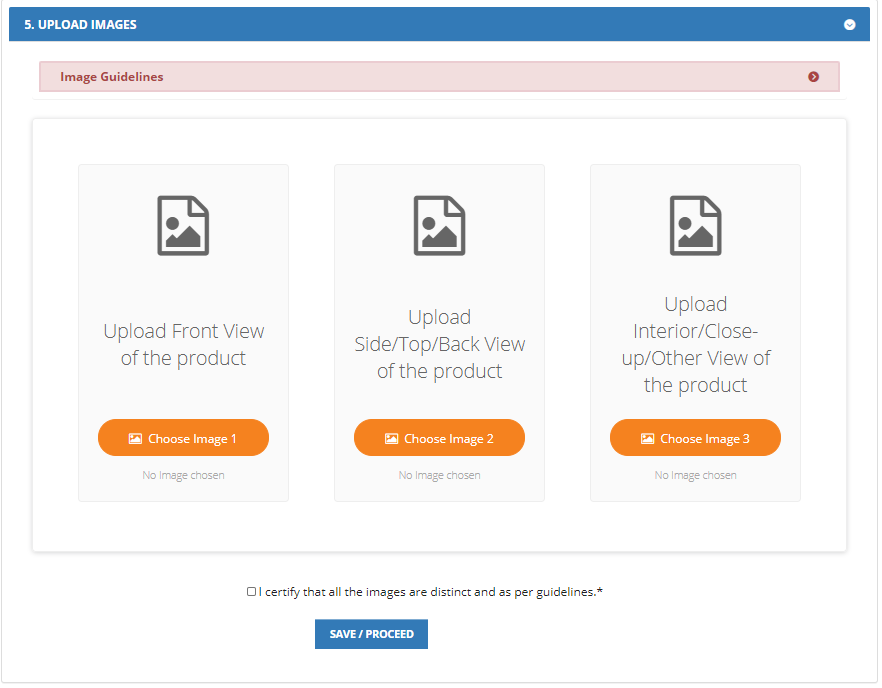 5. UPLOAD IMAGES
Image Guidelines
Upload Front View
of the product
Choose Image 1
No Image chosen
Upload
Side/Top/Back View
of the product
Choose Image 2
No Image chosen
Upload
Interior/Close-
up/Other View of
the product
Choose Image 3
No Image chosen
I certify that all the images are distinct and as per guidelines.*
SAVE / PROCEED